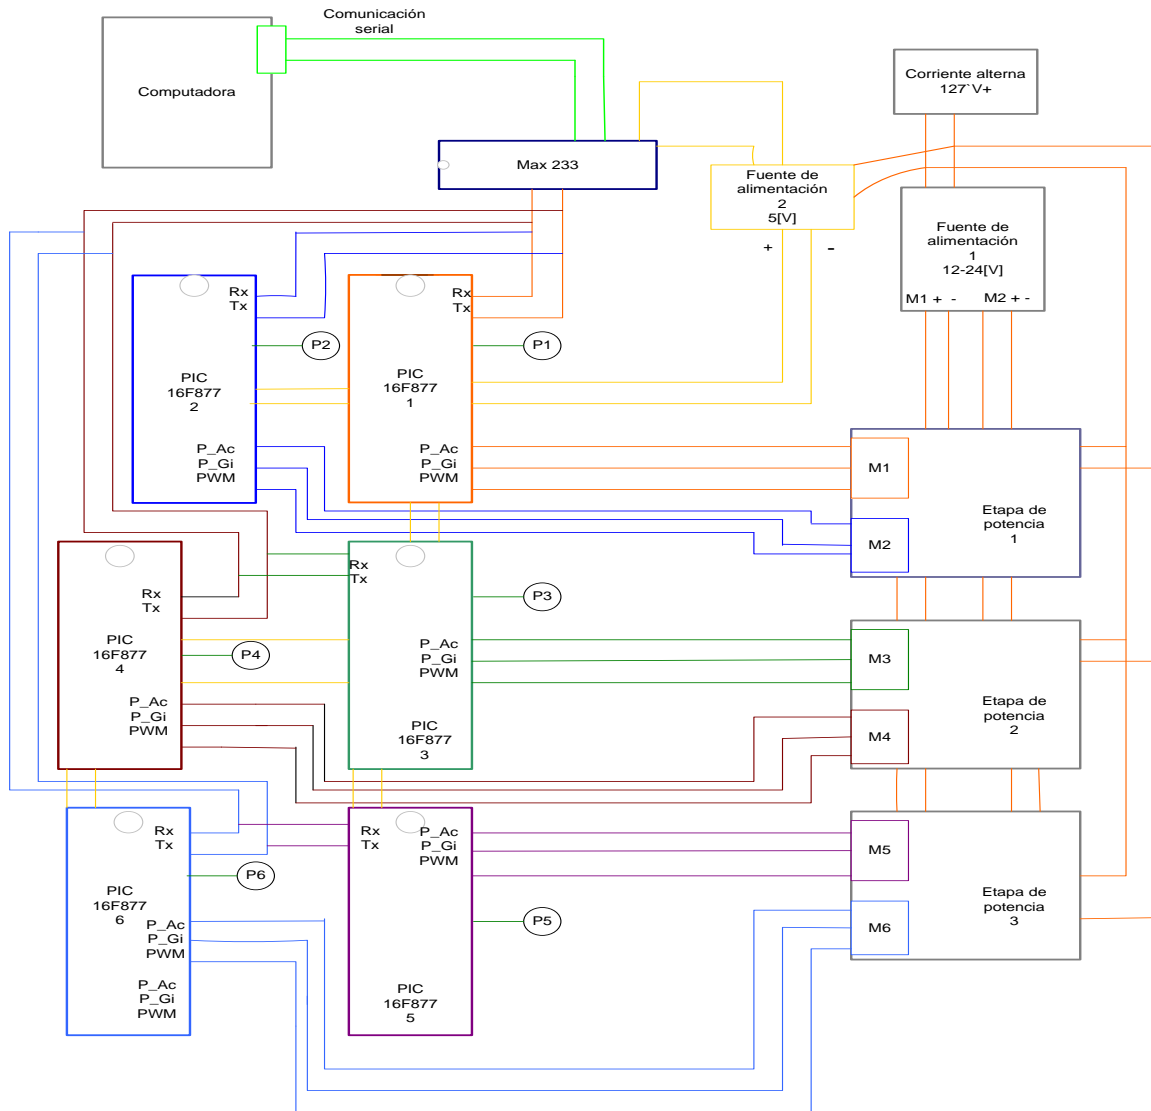 Comunicación
serial
Computadora
Corriente alterna
127`V+
Max 233
Fuente de
alimentación
2
5[V]
+ -
Fuente de
alimentación
1
12-24[V]
M1 + - M2 + -
Rx
Tx
P2
PIC
16F877
2
P_Ac
P_Gi
PWM
Rx
Tx
P1
PIC
16F877
1
P_Ac
P_Gi
PWM
M1
M2
Etapa de
potencia
1
Rx
Tx
PIC
16F877
4
P4
P_Ac
P_Gi
PWM
Rx
Tx
P3
P_Ac
P_Gi
PWM
PIC
16F877
3
M3
M4
Etapa de
potencia
2
Rx
Tx
P6
PIC
16F877
6
P_Ac
P_Gi
PWM
P_Ac
P_Gi
PWM
Rx
Tx
P_Ac
P_Gi
PWM
P5
PIC
16F877
5
M5
M6
Etapa de
potencia
3